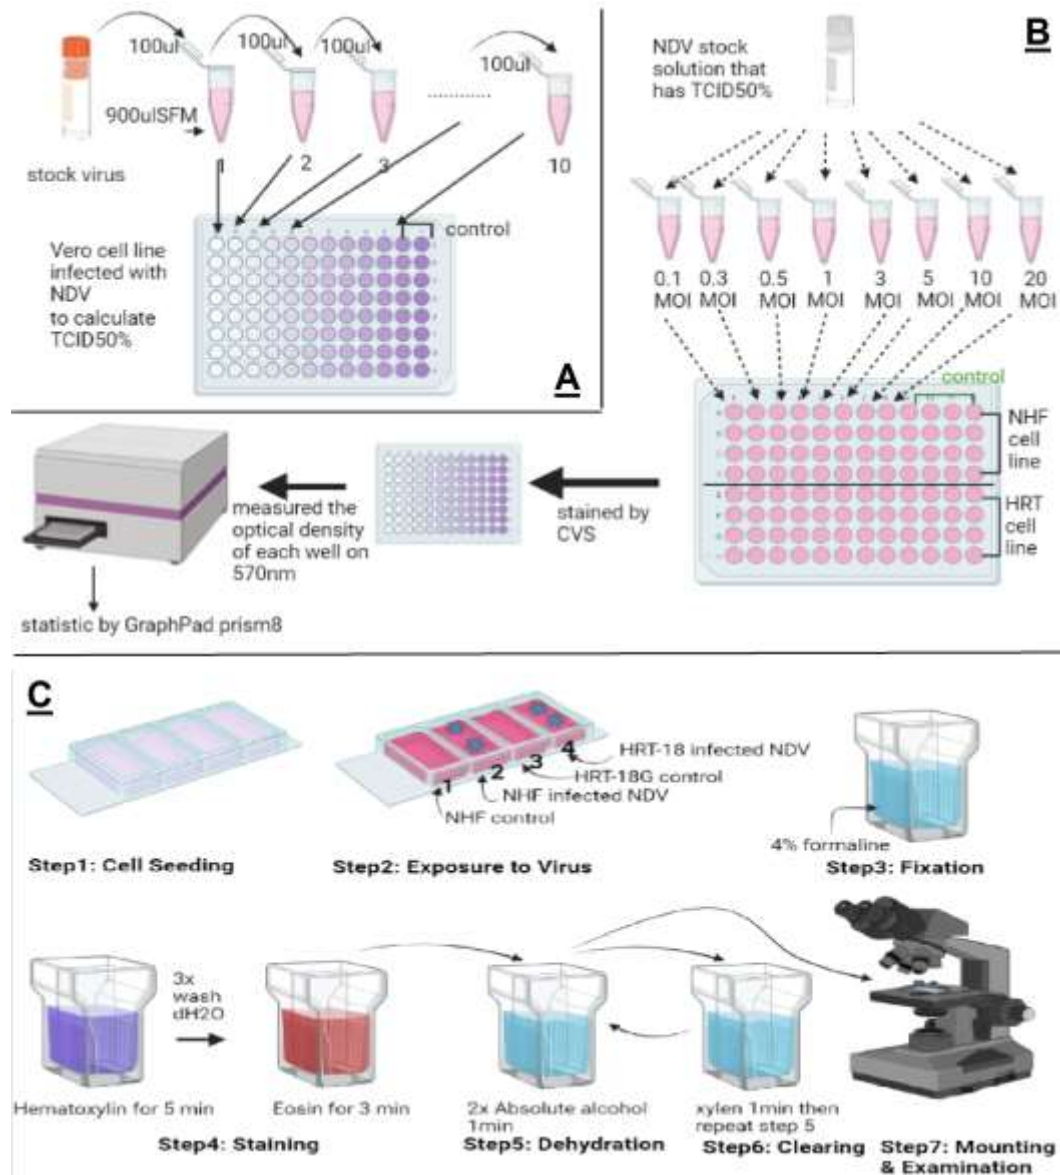 100ul
100ul
100ul
100ul
900ulSFM
1
2
3
10
stock virus
control
Vero cell line
infected with
NDV
to calculate
TCID50%
A
B
NDV stock
solution that
has TCID50%
0.1
MOI
0.3
MOI
0.5
MOI
1
MOI
3
MOI
5
MOI
10
MOI
20
MOI
control
NHF
cell
line
HRT
cell
line
stained by
CVS
measured the
optical density
of each well on
570nm
statistic by GraphPad prism8
C
1
2
3
4
HRT-18 infected NDV
HRT-18G control
NHF infected NDV
NHF control
4% formaline
Step1: Cell Seeding
Step2: Exposure to Virus
Step3: Fixation
3x
wash
dH2O
Hematoxylin for 5 min
Eosin for 3 min
2x Absolute alcohol
1min
xylen 1min then
repeat step 5
Step4: Staining
Step5: Dehydration
Step6: Clearing
Step7: Mounting
& Examination